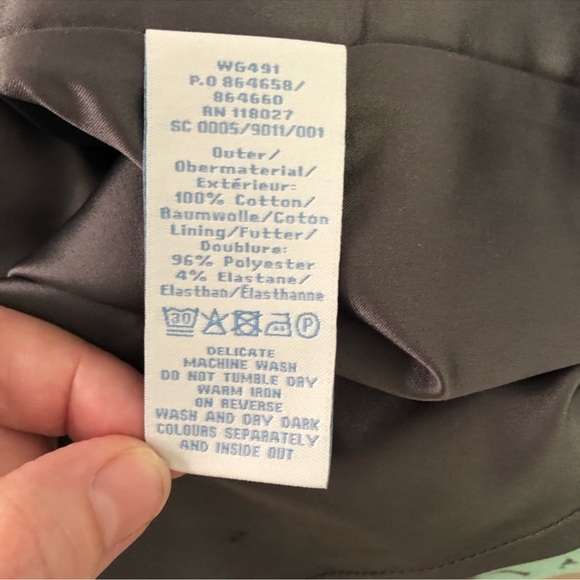 WG491
P.O 864658/
864660
RN 118027
SC 0005/9011/001
Outer/
Obermaterial/
Extérieur:
100% Cotton/
Baumwolle/Coton
Lining/Futter/
Doublure:
96% Polyester
4% Elastane/
Elasthan/Élasthanne
30 P
DELICATE
MACHINE WASH
DO NOT TUMBLE DRY
WARM IRON
ON REVERSE
WASH AND DRY DARK
COLOURS SEPARATELY
AND INSIDE OUT